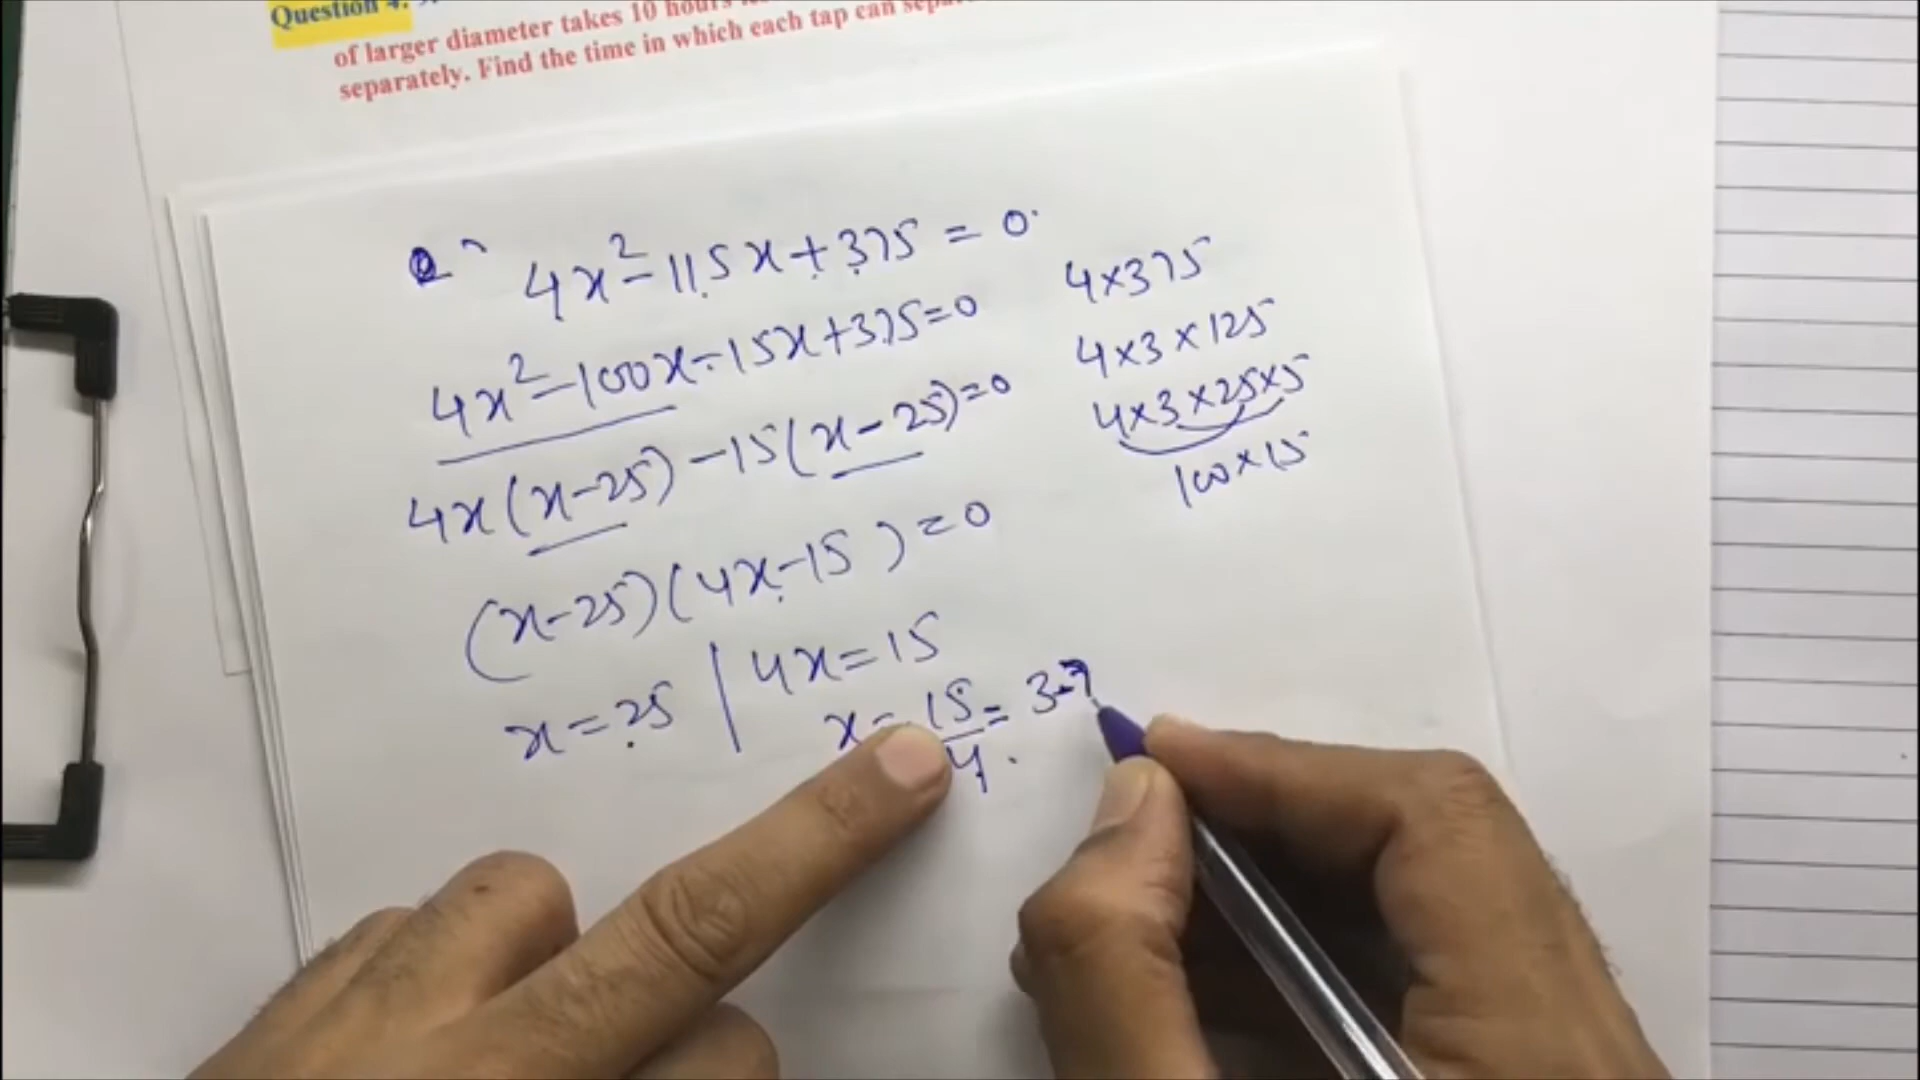 Question 4:
of larger diameter takes 10 hours
separately. Find the time in which each tap can
4x² - 115x + 375 = 0
4x² - 100x - 15x + 375 = 0
4x(x-25) - 15(x-25) = 0
(x-25)(4x-15) = 0
x = 25 | 4x = 15
x = 15/4 = 3.7
4×375
4×3×125
4×3×25×5
100×15